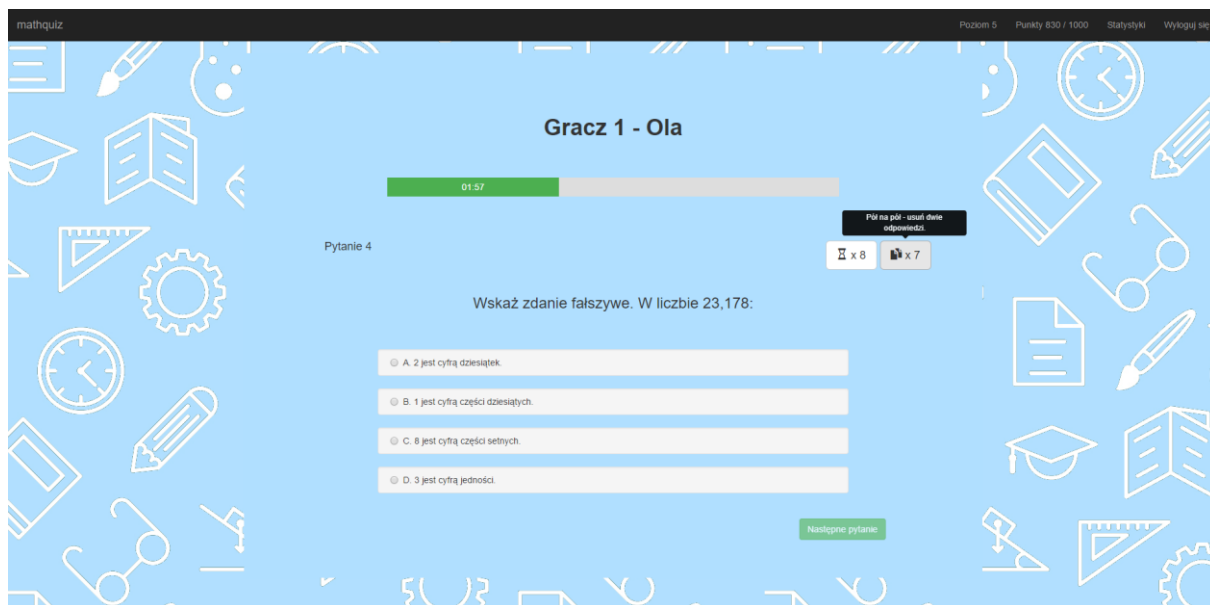 mathquiz
Poziom 5 Punkty 830 / 1000 Statystyki Wyloguj się
Gracz 1 - Ola
01:57
Pół na pół - usuń dwie
odpowiedzi.
Pytanie 4
x 8 x 7
Wskaż zdanie fałszywe. W liczbie 23,178:
A. 2 jest cyfrą dziesiątek.
B. 1 jest cyfrą części dziesiątych.
C. 8 jest cyfrą części setnych.
D. 3 jest cyfrą jedności.
Następne pytanie